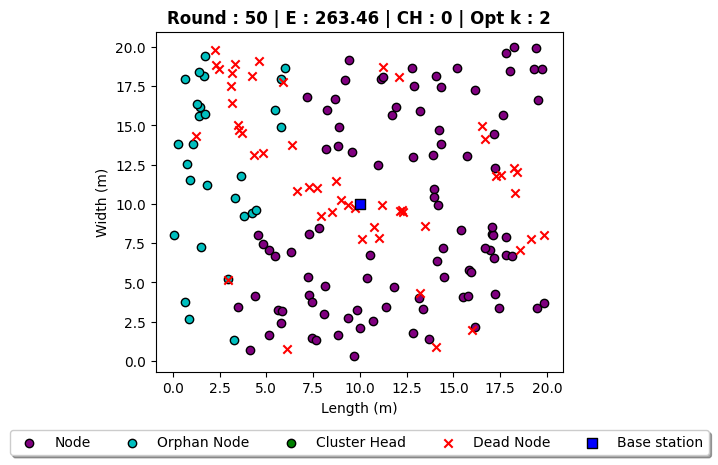 Round : 50 | E : 263.46 | CH : 0 | Opt k : 2
20.0
17.5
15.0
12.5
10.0
7.5
5.0
2.5
0.0
Width (m)
0.0 2.5 5.0 7.5 10.0 12.5 15.0 17.5 20.0
Length (m)
Node Orphan Node Cluster Head Dead Node Base station